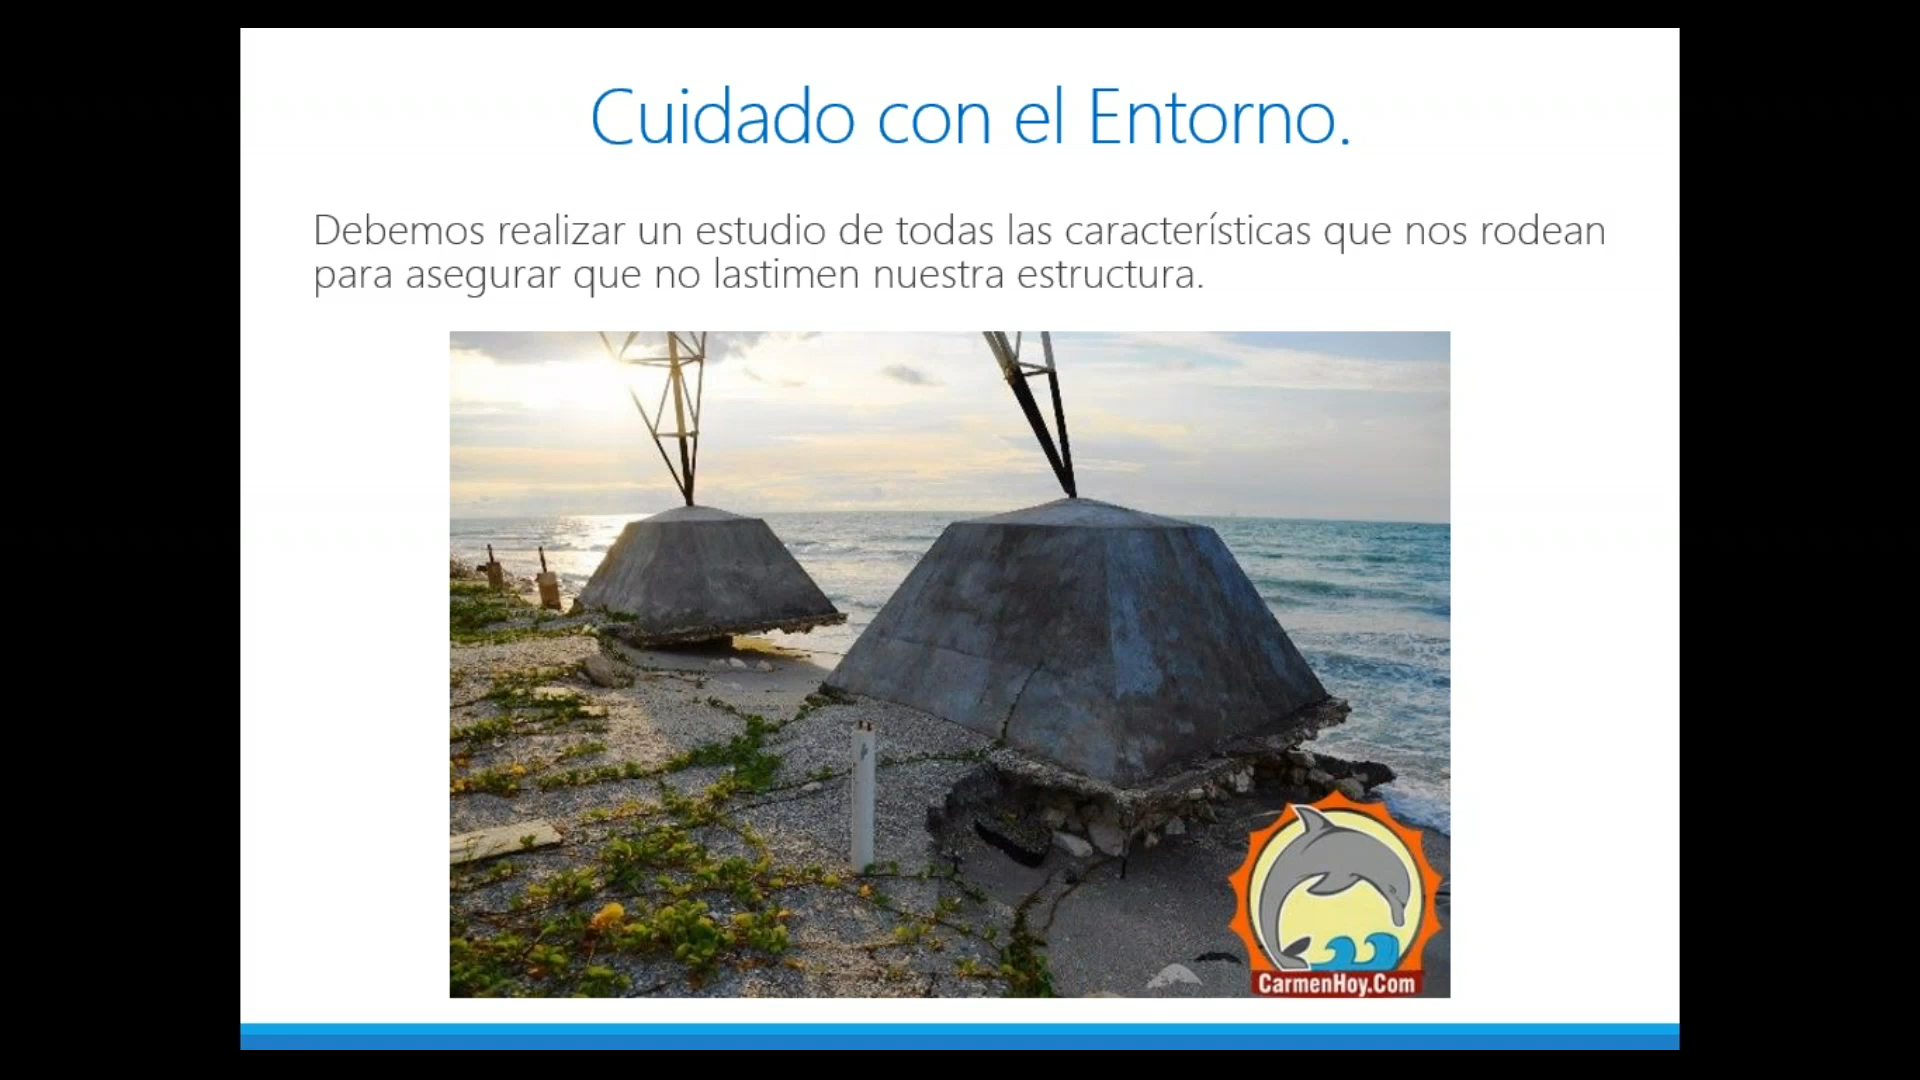 Cuidado con el Entorno.
Debemos realizar un estudio de todas las características que nos rodean
para asegurar que no lastimen nuestra estructura.
CarmenHoy.Com